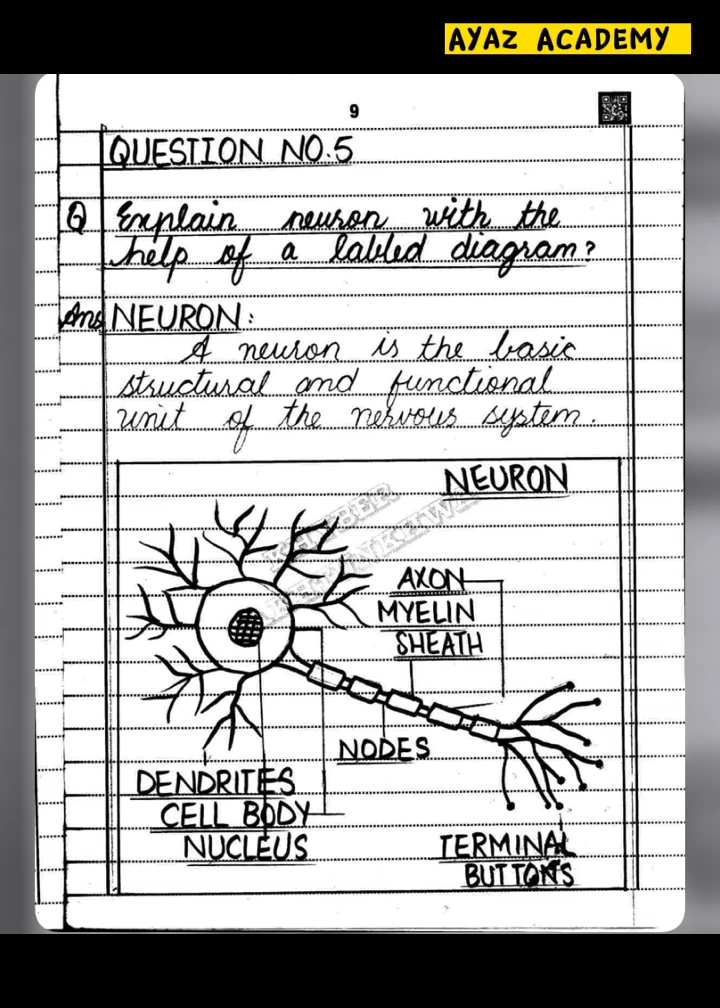 AYAZ ACADEMY
9
QUESTION NO.5
Q Explain neuron with the
help of a labled diagram?
Ans NEURON:
A neuron is the basic
structural and functional
unit of the nervous system.
NEURON
KHYBER
PAKHTUNKHWA
AXON
MYELIN
SHEATH
NODES
DENDRITES
CELL BODY
NUCLEUS
TERMINAL
BUTTONS